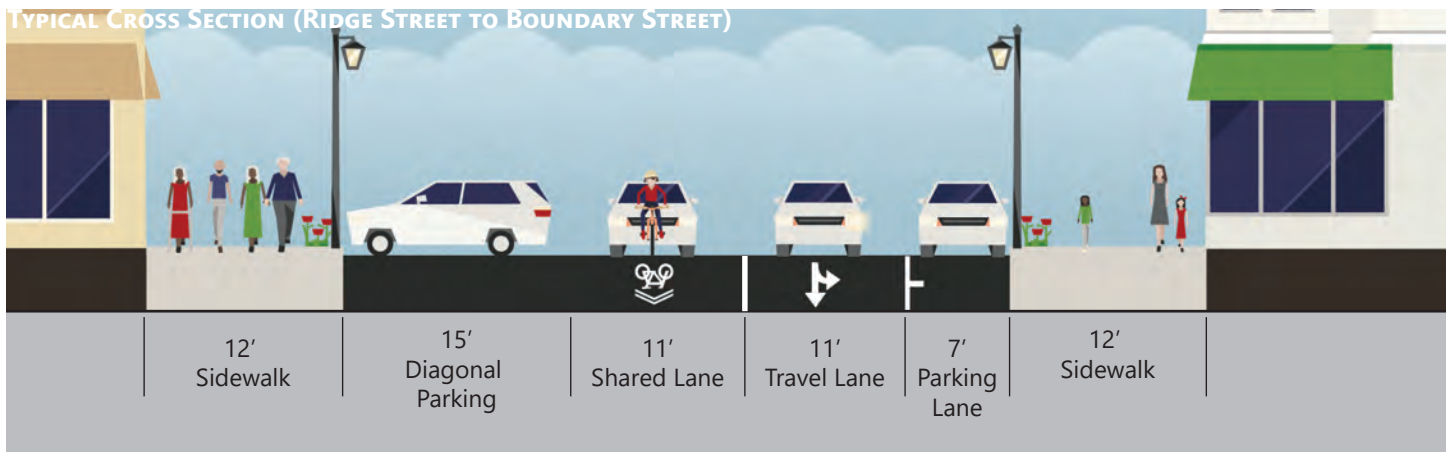 TYPICAL CROSS SECTION (RIDGE STREET TO BOUNDARY STREET)
12′
Sidewalk
15′
Diagonal
Parking
11′
Shared Lane
11′
Travel Lane
7′
Parking
Lane
12′
Sidewalk